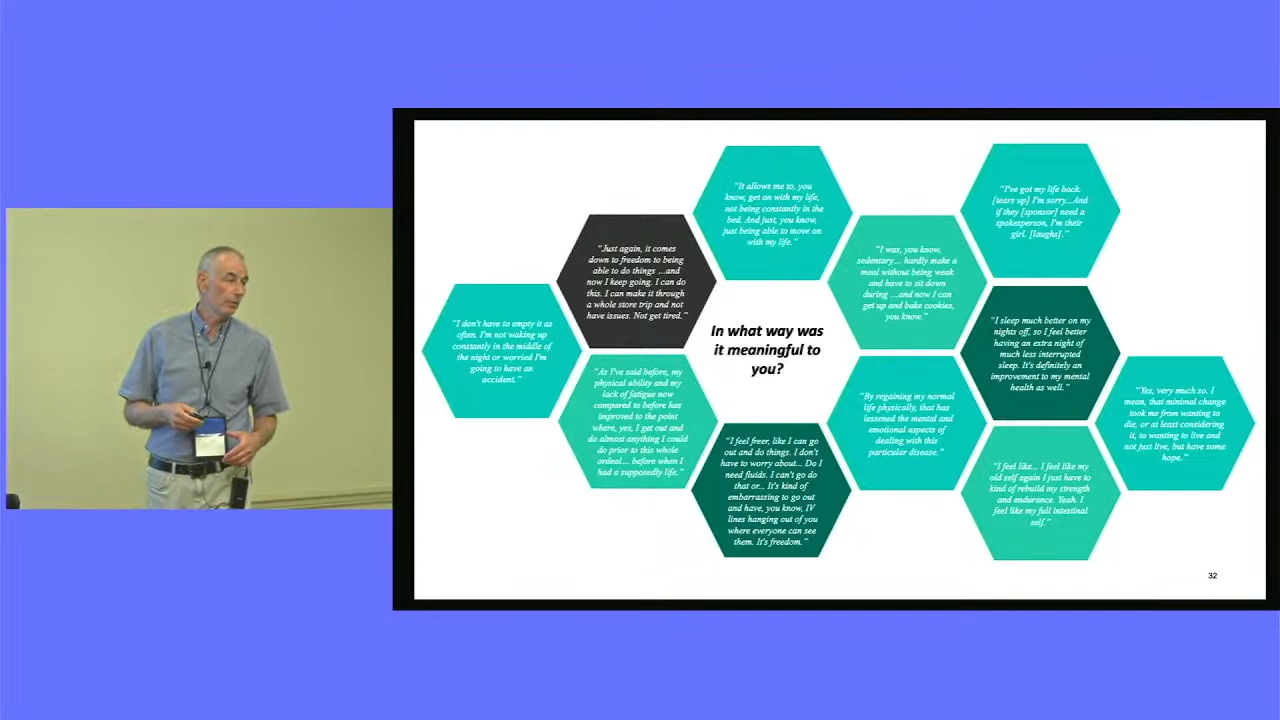 “It allows me to, you
know, get on with my life,
not being constantly in the
bed. And just, you know,
just being able to move on
with my life.”
“I've got my life back.
[tears up] I'm sorry...And
if they [sponsor] need a
spokesperson, I'm their
girl. [laughs].”
“Just again, it comes
down to freedom to being
able to do things ...and
now I keep going. I can do
this. I can make it through
a whole store trip and not
have issues. Not get tired.”
“I was, you know,
sedentary... hardly make a
meal without being weak
and have to sit down
during ...and now I can
get up and bake cookies,
you know.”
“I don't have to empty it as
often. I'm not waking up
constantly in the middle of
the night or worried I'm
going to have an
accident.”
In what way was
it meaningful to
you?
“I sleep much better on my
nights off, so I feel better
having an extra night of
much less interrupted
sleep. It's definitely an
improvement to my mental
health as well.”
“As I've said before, my
physical ability and my
lack of fatigue now
compared to before has
improved to the point
where, yes, I get out and
do almost anything I could
do prior to this whole
ordeal... before when I
had a supposedly life.”
“By regaining my normal
life physically, that has
lessened the mental and
emotional aspects of
dealing with this
particular disease.”
“Yes, very much so. I
mean, that minimal change
took me from wanting to
die, or at least considering
it, to wanting to live and
not just live, but have some
hope.”
“I feel freer, like I can go
out and do things. I don't
have to worry about... Do I
need fluids. I can't go do
that or... It's kind of
embarrassing to go out
and have, you know, IV
lines hanging out of you
where everyone can see
them. It's freedom.”
“I feel like... I feel like my
old self again I just have to
kind of rebuild my strength
and endurance. Yeah. I
feel like my full intestinal
self.”
32